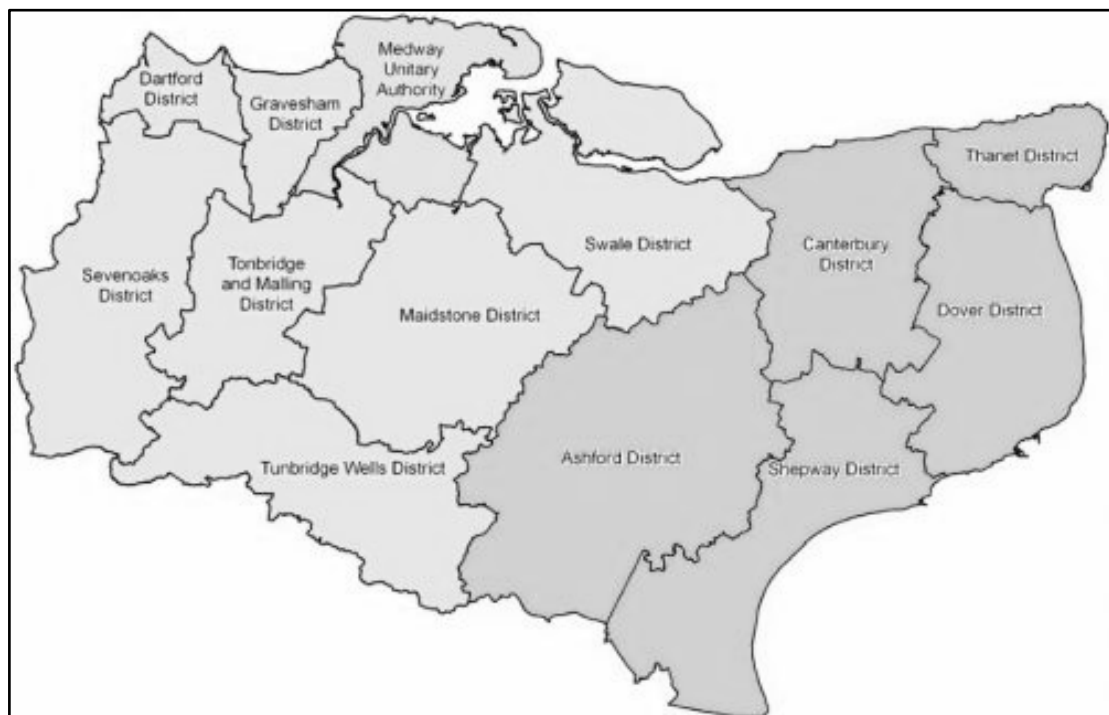 Medway
Unitary
Authority
Dartford
District
Gravesham
District
Thanet District
Swale District
Canterbury
District
Sevenoaks
District
Tonbridge
and Malling
District
Maidstone District
Dover District
Ashford District
Tunbridge Wells District
Shepway District